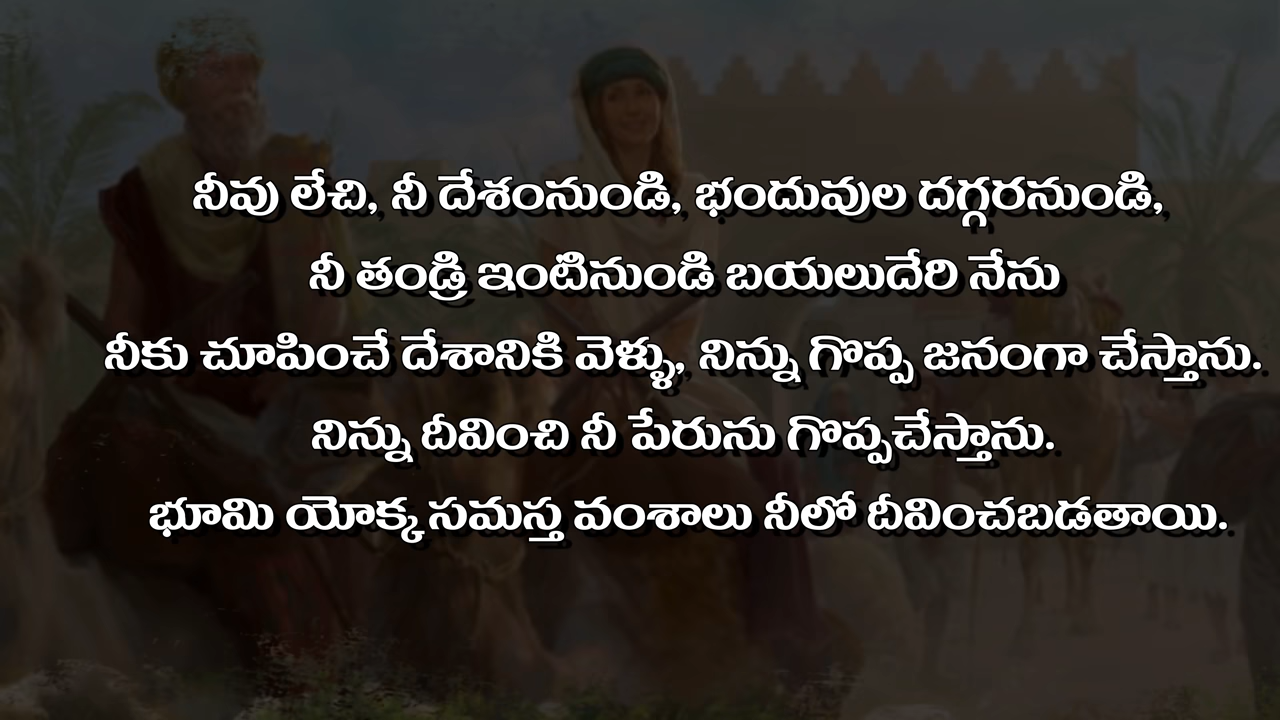 నీవు లేచి, నీ దేశంనుండి, భందువుల దగ్గరనుండి,
నీ తండ్రి ఇంటినుండి బయలుదేరి నేను
నీకు చూపించే దేశానికి వెళ్ళు, నిన్ను గొప్ప జనంగా చేస్తాను.
నిన్ను దీవించి నీ పేరును గొప్పచేస్తాను.
భూమి యోక్క సమస్త వంశాలు నీలో దీవించబడతాయి.